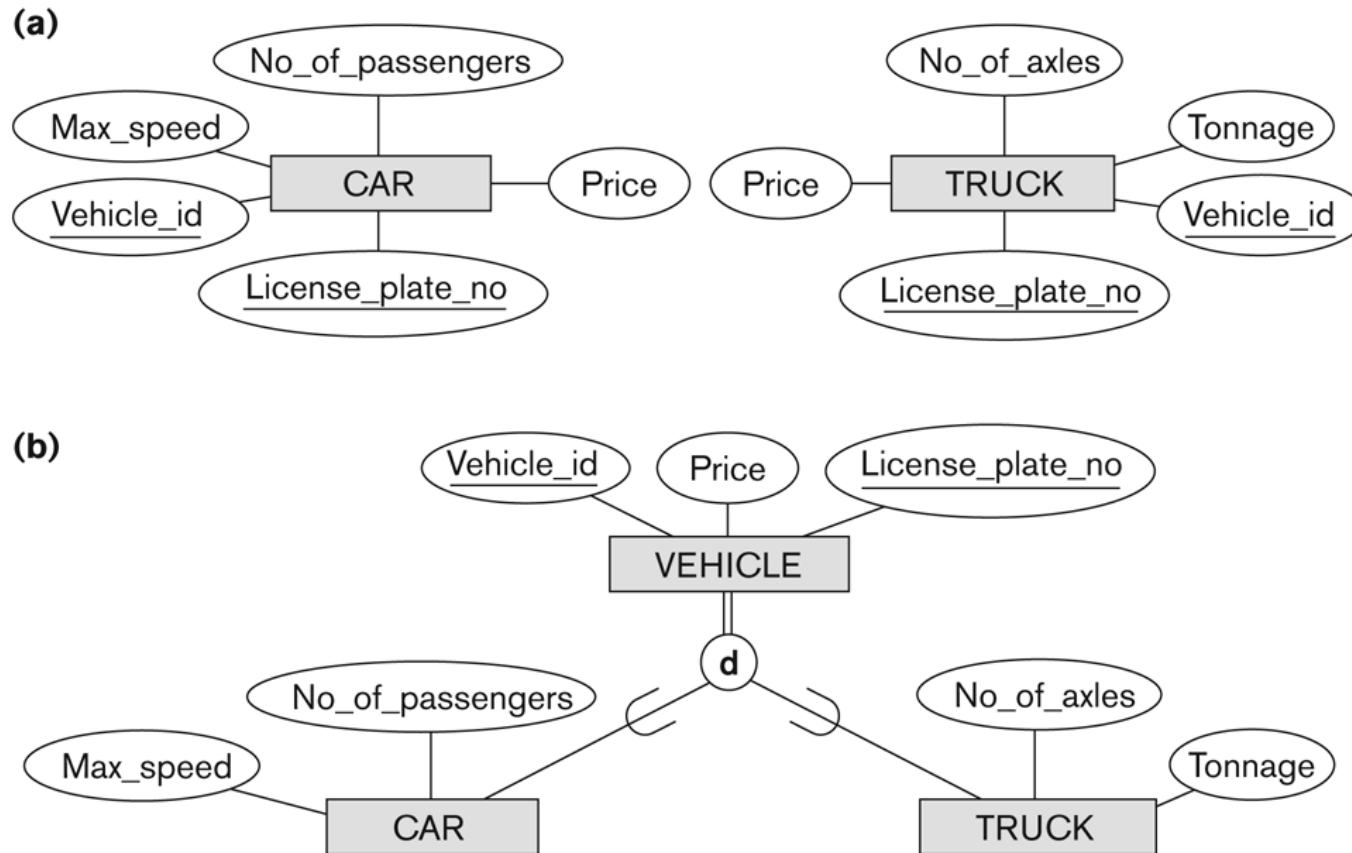 (a)
No_of_passengers
No_of_axles
Max_speed
Tonnage
CAR
Price
Price
TRUCK
Vehicle_id
Vehicle_id
License_plate_no
License_plate_no
(b)
Vehicle_id
Price
License_plate_no
VEHICLE
d
No_of_passengers
No_of_axles
Max_speed
Tonnage
CAR
TRUCK